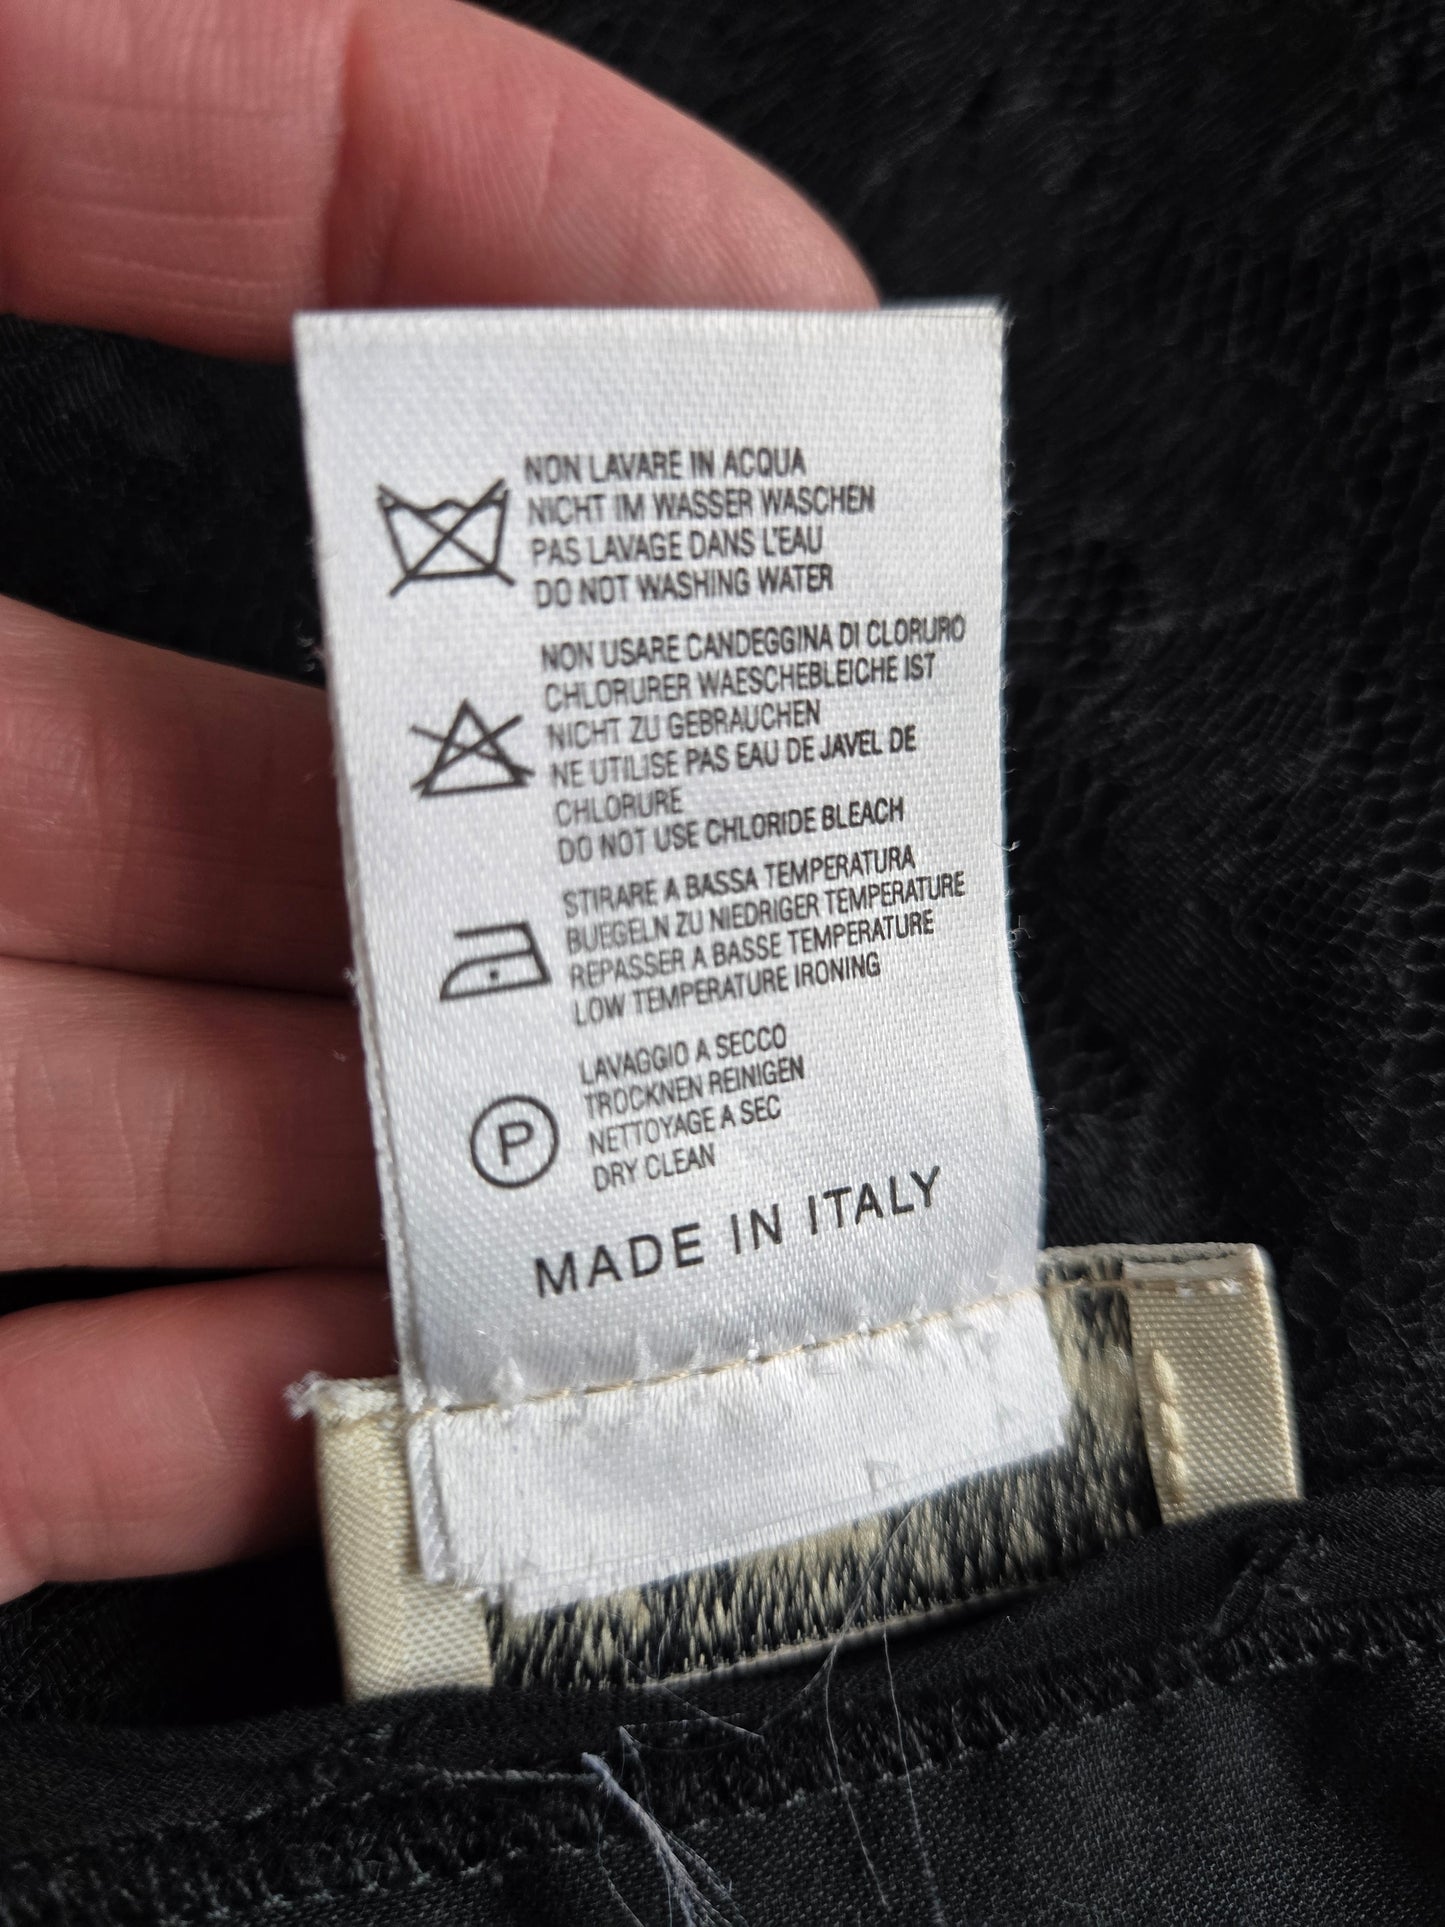 NON LAVARE IN ACQUA
NICHT IM WASSER WASCHEN
PAS LAVAGE DANS L'EAU
DO NOT WASHING WATER
NON USARE CANDEGGINA DI CLORURO
CHLORURER WAESCHEBLEICHE IST
NICHT ZU GEBRAUCHEN
NE UTILISE PAS EAU DE JAVEL DE
CHLORURE
DO NOT USE CHLORIDE BLEACH
STIRARE A BASSA TEMPERATURA
BUEGELN ZU NIEDRIGER TEMPERATURE
REPASSER A BASSE TEMPERATURE
LOW TEMPERATURE IRONING
P
LAVAGGIO A SECCO
TROCKNEN REINIGEN
NETTOYAGE A SEC
DRY CLEAN
MADE IN ITALY